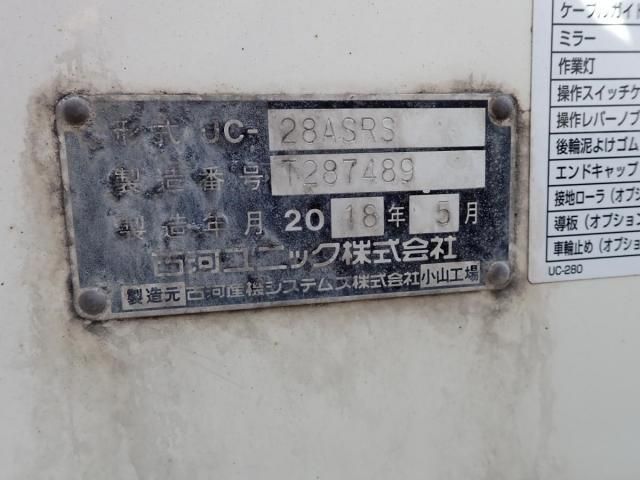 形式 UC-28ASRS
製造番号 T287489
製造年月 2018年5月
古河ユニック株式会社
製造元 古河産機システムズ株式会社 小山工場
ケーブルガイド
ミラー
作業灯
操作スイッチケ
操作レバーノブ
後輪泥よけゴム
エンドキャップ
接地ローラ（オプ
導板（オプショ
車輪止め（オプショ
UC-280